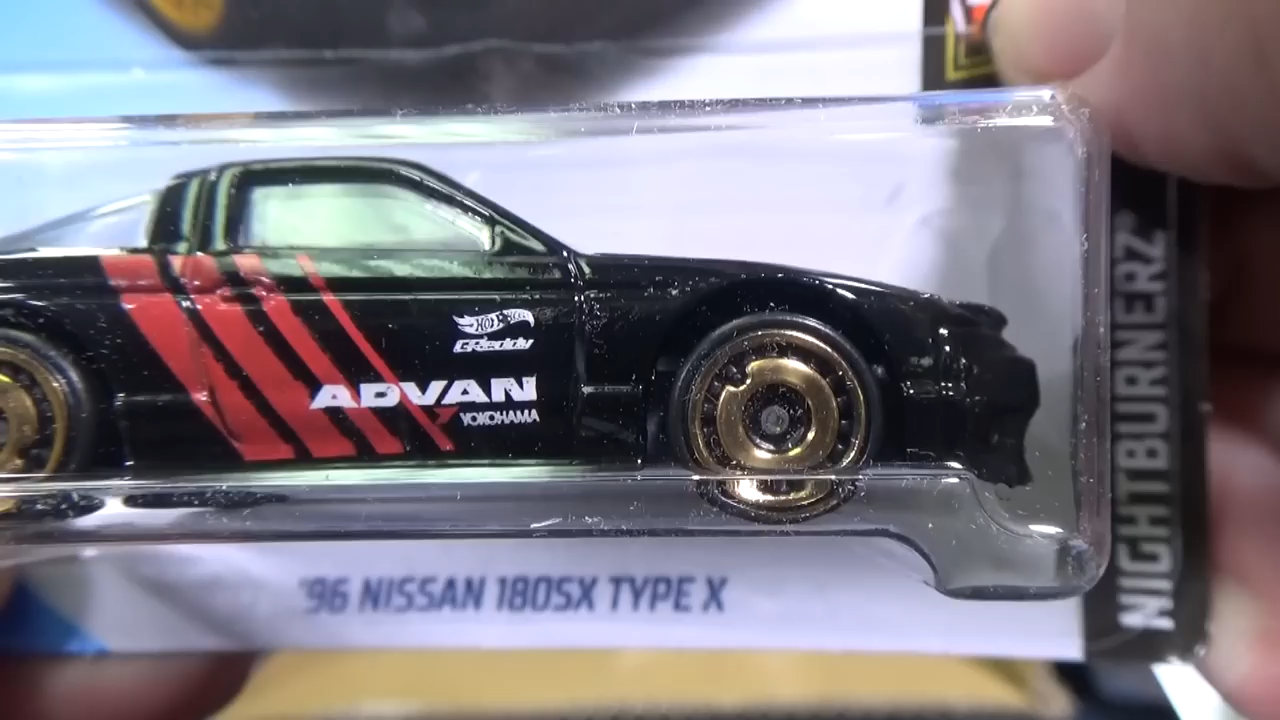 HOT WHEELS
GReddy
ADVAN
YOKOHAMA
'96 NISSAN 180SX TYPE X
NIGHTBURNERZ